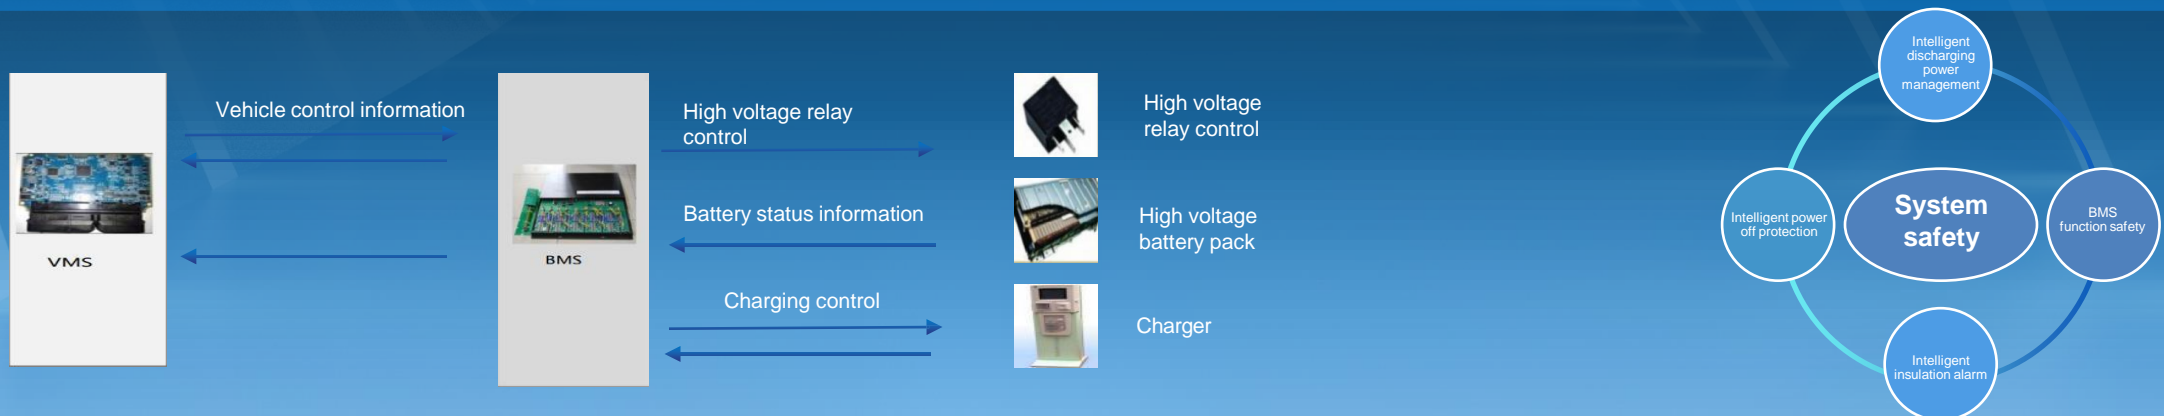 Vehicle control information
VMS
BMS
High voltage relay
control
Battery status information
Charging control
High voltage
relay control
High voltage
battery pack
Charger
Intelligent
discharging
power
management
Intelligent power
off protection
System
safety
BMS
function safety
Intelligent
insulation alarm